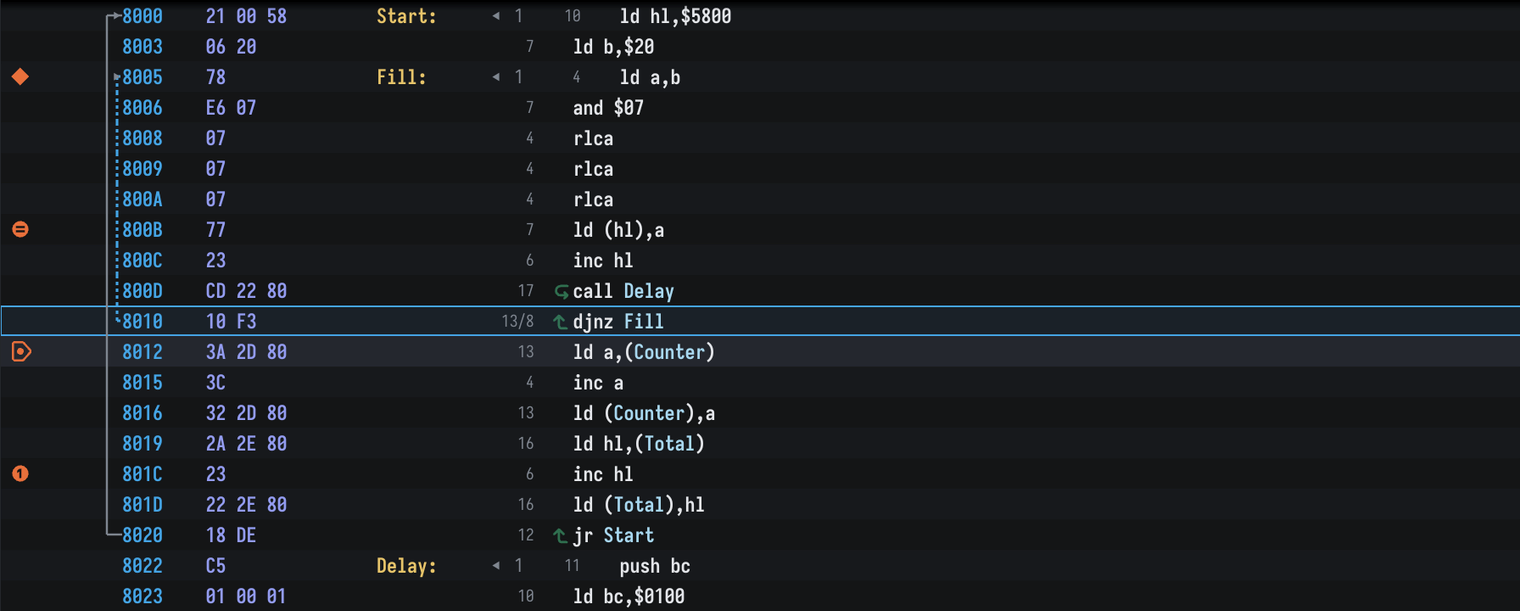 8000 21 00 58 Start: ◂ 1 10 ld hl,$5800
8003 06 20 7 ld b,$20
8005 78 Fill: ◂ 1 4 ld a,b
8006 E6 07 7 and $07
8008 07 4 rlca
8009 07 4 rlca
800A 07 4 rlca
800B 77 7 ld (hl),a
800C 23 6 inc hl
800D CD 22 80 17 call Delay
8010 10 F3 13/8 djnz Fill
8012 3A 2D 80 13 ld a,(Counter)
8015 3C 4 inc a
8016 32 2D 80 13 ld (Counter),a
8019 2A 2E 80 16 ld hl,(Total)
1 801C 23 6 inc hl
801D 22 2E 80 16 ld (Total),hl
8020 18 DE 12 jr Start
8022 C5 Delay: ◂ 1 11 push bc
8023 01 00 01 10 ld bc,$0100